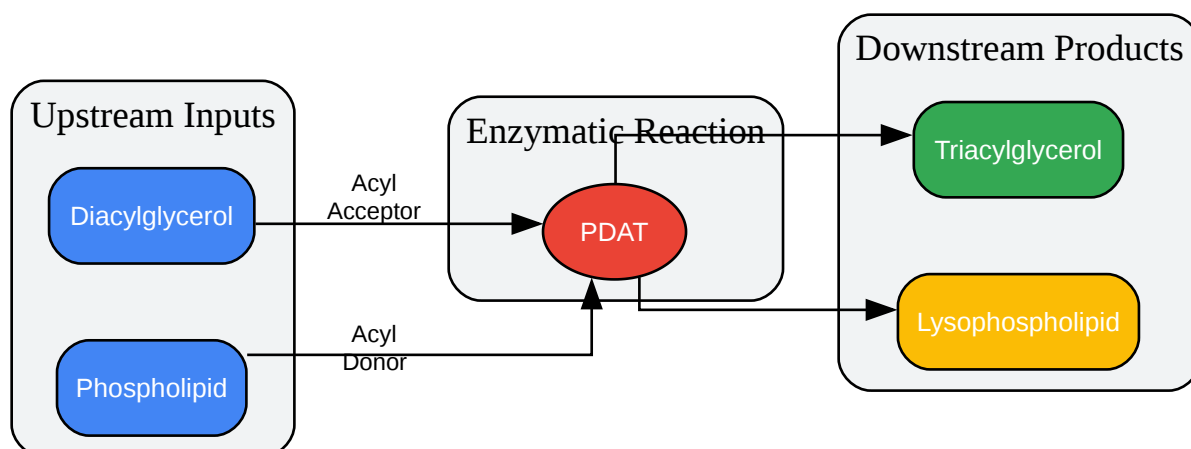 Upstream Inputs
Diacylglycerol
Phospholipid
Acyl
Acceptor
Acyl
Donor
Enzymatic Reaction
PDAT
Downstream Products
Triacylglycerol
Lysophospholipid